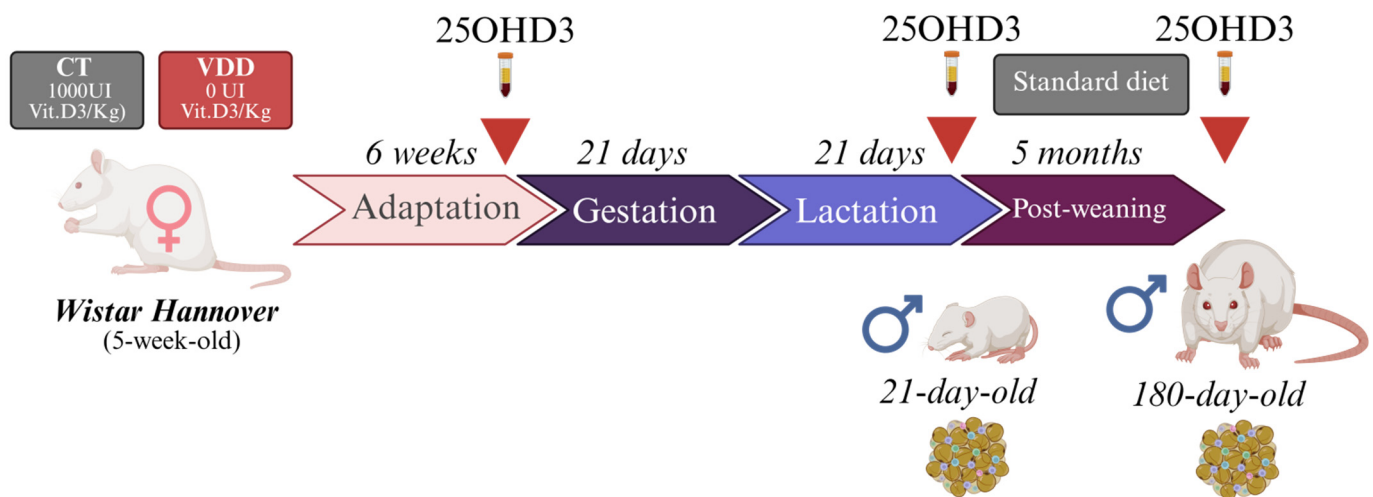 25OHD3
25OHD3
25OHD3
CT
1000UI
Vit.D3/Kg)
VDD
0 UI
Vit.D3/Kg
Standard diet
6 weeks
21 days
21 days
5 months
Adaptation
Gestation
Lactation
Post-weaning
Wistar Hannover
(5-week-old)
21-day-old
180-day-old